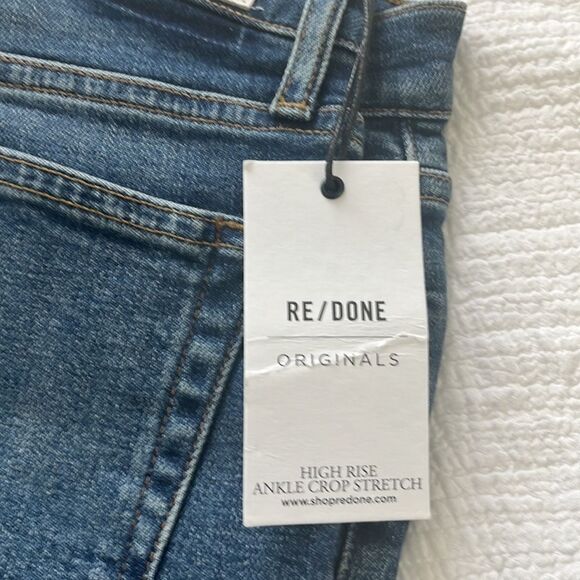 RE/DONE
ORIGINALS
HIGH RISE
ANKLE CROP STRETCH
www.shopredone.com